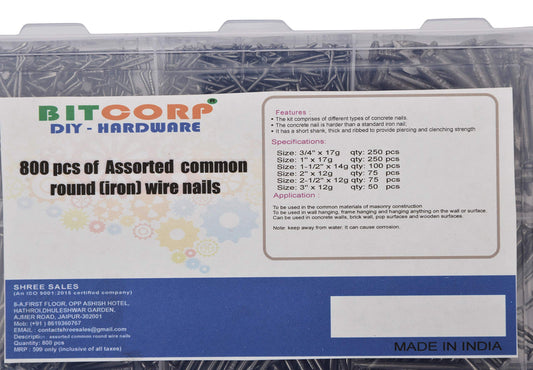 BITCORP®
DIY - HARDWARE
800 pcs of Assorted common
round (iron) wire nails
Features :
• The kit comprises of different types of concrete nails.
• The concrete nail is harder than a standard iron nail;
• It has a short shank, thick and ribbed to provide piercing and clenching strength
Specifications:
Size: 3/4" x 17g qty: 250 pcs
Size: 1" x 17g qty: 250 pcs
Size: 1-1/2" x 14g qty: 100 pcs
Size: 2" x 12g qty: 75 pcs
Size: 2-1/2" x 12g qty: 75 pcs
Size: 3" x 12g qty: 50 pcs
Application :
To be used in the common materials of masonry construction
To be used in wall hanging, frame hanging and hanging anything on the wall or surface.
Can be used in concrete walls, brick wall, pop surfaces and wooden surfaces.
Note: keep away from water. It can cause corrosion.
SHREE SALES
(An ISO 9001:2015 certified company)
6-A,FIRST FLOOR, OPP ASHISH HOTEL,
HATHROLDHULESHWAR GARDEN,
AJMER ROAD, JAIPUR-302001
Mob: (+91 ) 8619360767
EMAIL : contactshreesales@gmail.com
Description : assorted common round wire nails
Quantity: 800 pcs
MRP : 599 only (inclusive of all taxes)
MADE IN INDIA